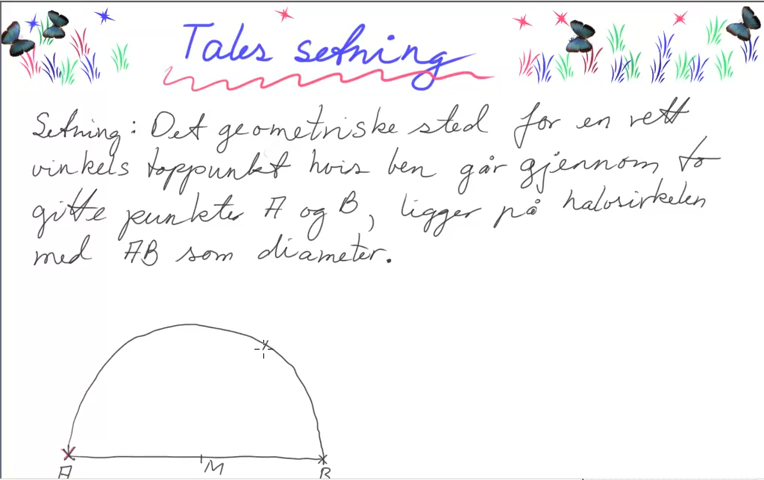 Tales setning
Setning: Det geometriske sted for en rett
vinkels toppunkt hvis ben går gjennom to
gitte punkter A og B, ligger på halvsirkelen
med AB som diameter.
A M B